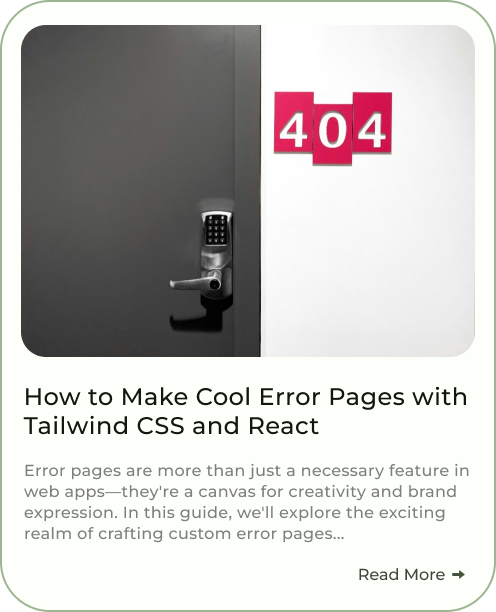 404
How to Make Cool Error Pages with
Tailwind CSS and React
Error pages are more than just a necessary feature in
web apps—they're a canvas for creativity and brand
expression. In this guide, we'll explore the exciting
realm of crafting custom error pages...
Read More ➞